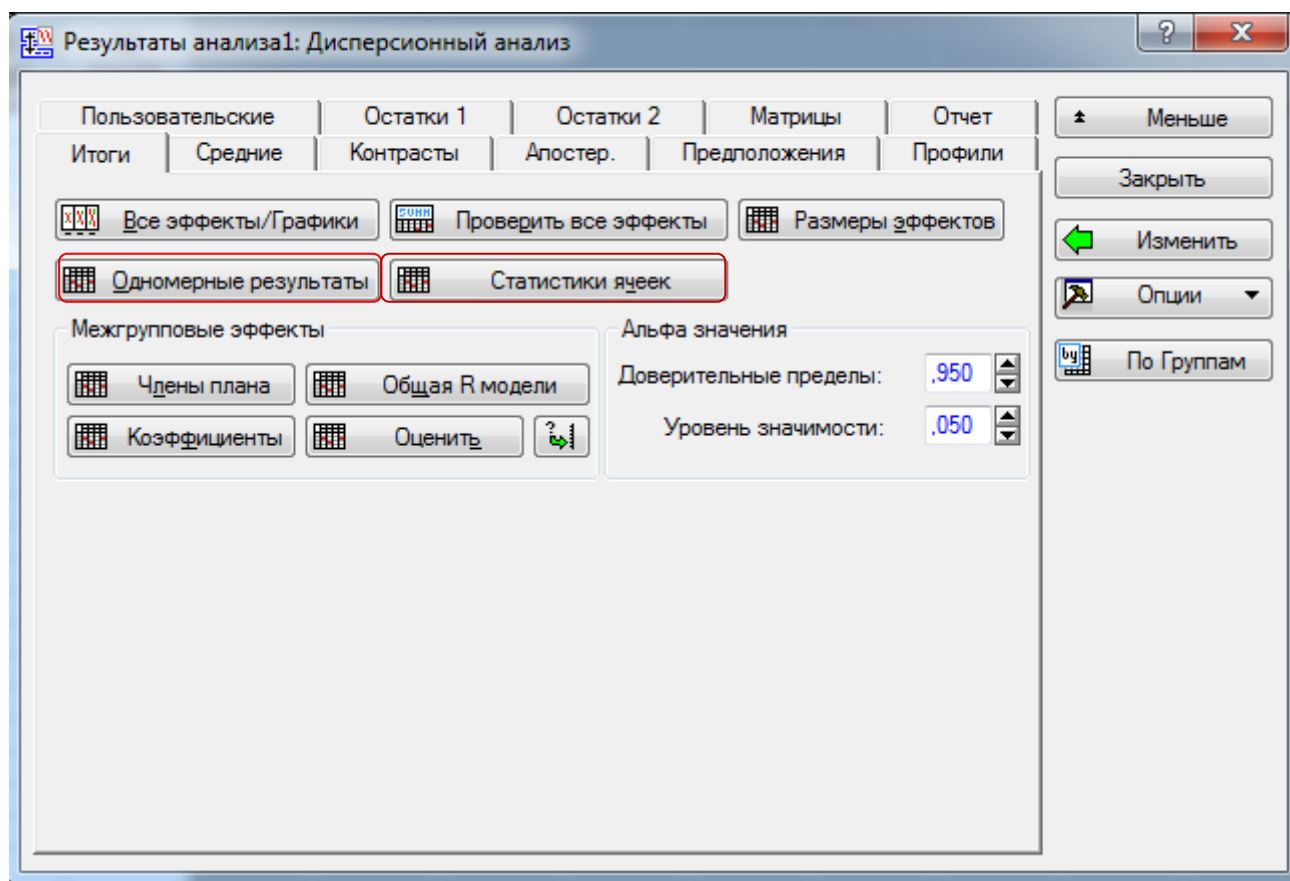 Результаты анализа1: Дисперсионный анализ
Пользовательские Остатки 1 Остатки 2 Матрицы Отчет
Итоги Средние Контрасты Апостер. Предположения Профили
Все эффекты/Графики Проверить все эффекты Размеры эффектов
Одномерные результаты Статистики ячеек
Межгрупповые эффекты
Члены плана Общая R модели
Коэффициенты Оценить
Альфа значения
Доверительные пределы: ,950
Уровень значимости: ,050
Меньше
Закрыть
Изменить
Опции
По Группам